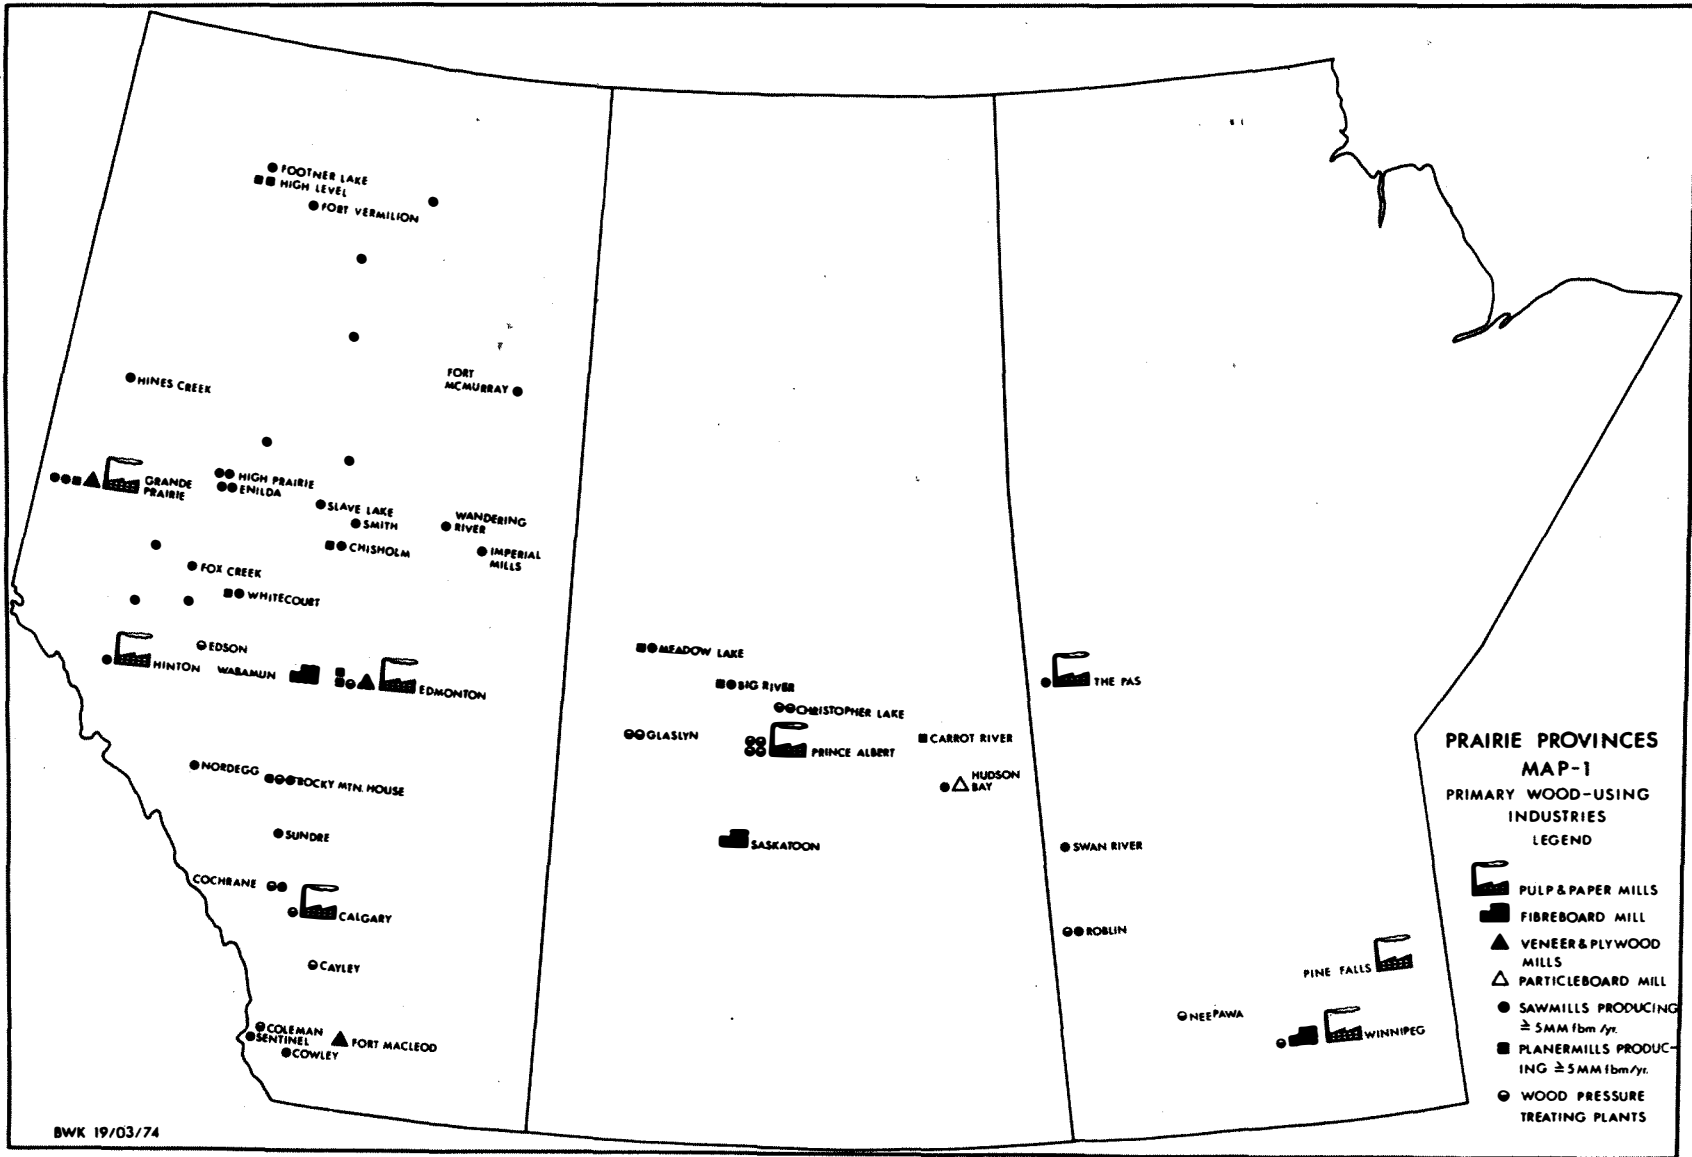 FOOTNER LAKE
HIGH LEVEL
FORT VERMILION
HINES CREEK
FORT
MCMURRAY
GRANDE
PRAIRIE
HIGH PRAIRIE
ENILDA
SLAVE LAKE
SMITH
WANDERING
RIVER
CHISHOLM
IMPERIAL
MILLS
FOX CREEK
WHITECOURT
EDSON
HINTON
WABAMUN
EDMONTON
NORDEGG
ROCKY MTN. HOUSE
SUNDRE
COCHRANE
CALGARY
CAYLEY
COLEMAN
SENTINEL
FORT MACLEOD
COWLEY
BWK 19/03/74
MEADOW LAKE
BIG RIVER
CHRISTOPHER LAKE
GLASLYN
PRINCE ALBERT
CARROT RIVER
HUDSON
BAY
SASKATOON
THE PAS
SWAN RIVER
ROBLIN
PINE FALLS
NEEPAWA
WINNIPEG
PRAIRIE PROVINCES
MAP-1
PRIMARY WOOD-USING
INDUSTRIES
LEGEND
PULP & PAPER MILLS
FIBREBOARD MILL
VENEER & PLYWOOD
MILLS
PARTICLEBOARD MILL
SAWMILLS PRODUCING
≥ 5MM fbm /yr.
PLANERMILLS PRODUC-
ING ≥ 5MM fbm/yr.
WOOD PRESSURE
TREATING PLANTS